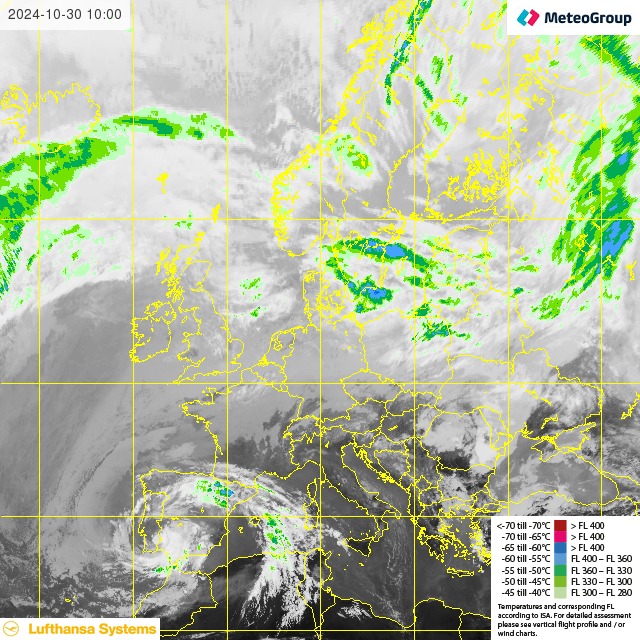 2024-10-30 10:00
MeteoGroup
<-70 till -70°C > FL 400
-70 till -65°C > FL 400
-65 till -60°C > FL 400
-60 till -55°C FL 400 - FL 360
-55 till -50°C FL 360 - FL 330
-50 till -45°C FL 330 - FL 300
-45 till -40°C FL 300 - FL 280
Temperatures and corresponding FL
according to ISA. For detailed assessment
please see vertical flight profile and / or
wind charts.
Lufthansa Systems